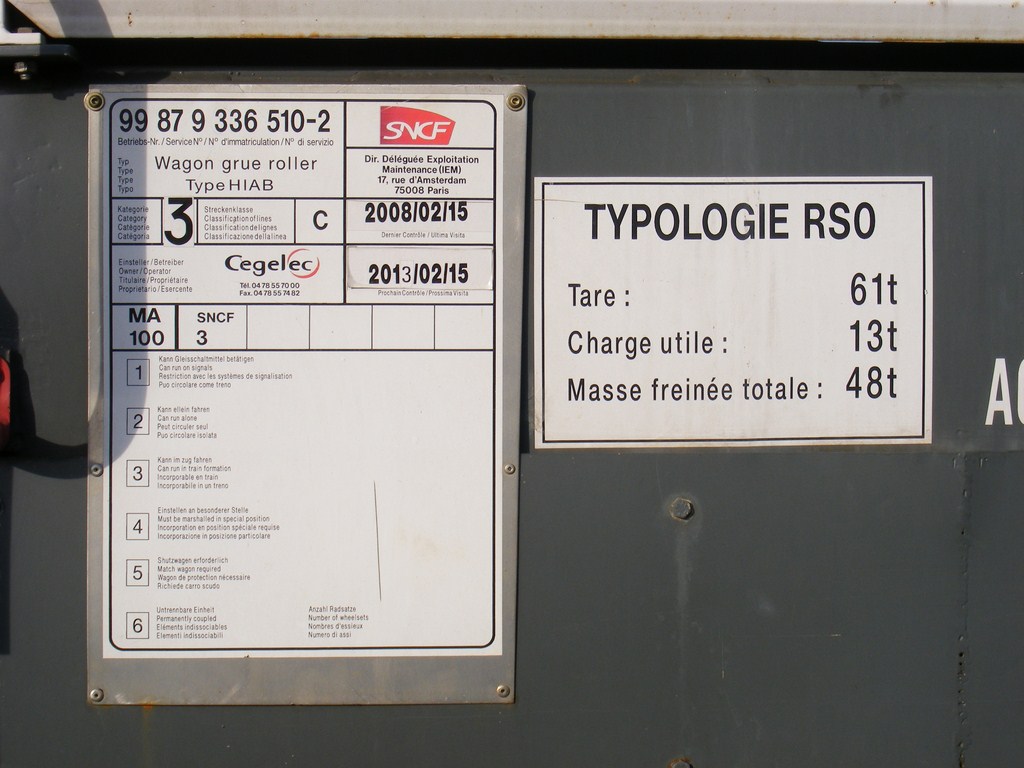 99 87 9 336 510-2
Betriebs-Nr. / Service Nº / N° d'immatriculation / N° di servizio
SNCF
Typ
Type
Type
Typo
Wagon grue roller
Type HIAB
Dir. Déléguée Exploitation
Maintenance (IEM)
17, rue d'Amsterdam
75008 Paris
Kategorie
Category
Catégorie
Categoria
3
Streckenklasse
Classification of lines
Classification de lignes
Classificazione della linea
C
2008/02/15
Dernier Contrôle / Ultima Visita
Einsteller / Betreiber
Owner / Operator
Titulaire / Propriétaire
Proprietario / Esercente
Cegelec
Tél. 04 78 55 70 00
Fax. 04 78 55 74 82
2013/02/15
Prochain Contrôle / Prossima Visita
MA
100
SNCF
3
1
Kann Gleisschaltmittel betätigen
Can run on signals
Restriction avec les systèmes de signalisation
Puo circolare come treno
2
Kann ellein fahren
Can run alone
Peut circuler seul
Puo circolare isolata
3
Kann im zug fahren
Can run in train formation
Incorporable en train
Incorporabile in un treno
4
Einstellen an besonderer Stelle
Must be marshalled in special position
Incorporation en position spéciale requise
Incorporazione in posizione particolare
5
Shutzwagen erforderlich
Match wagon required
Wagon de protection nécessaire
Richiede carro scudo
6
Untrennbare Einheit
Permanently coupled
Eléments indissociables
Elementi indissociabili
Anzahl Radsatze
Number of wheelsets
Nombres d'essieux
Numero di assi
TYPOLOGIE RSO
Tare : 61t
Charge utile : 13t
Masse freinée totale : 48t